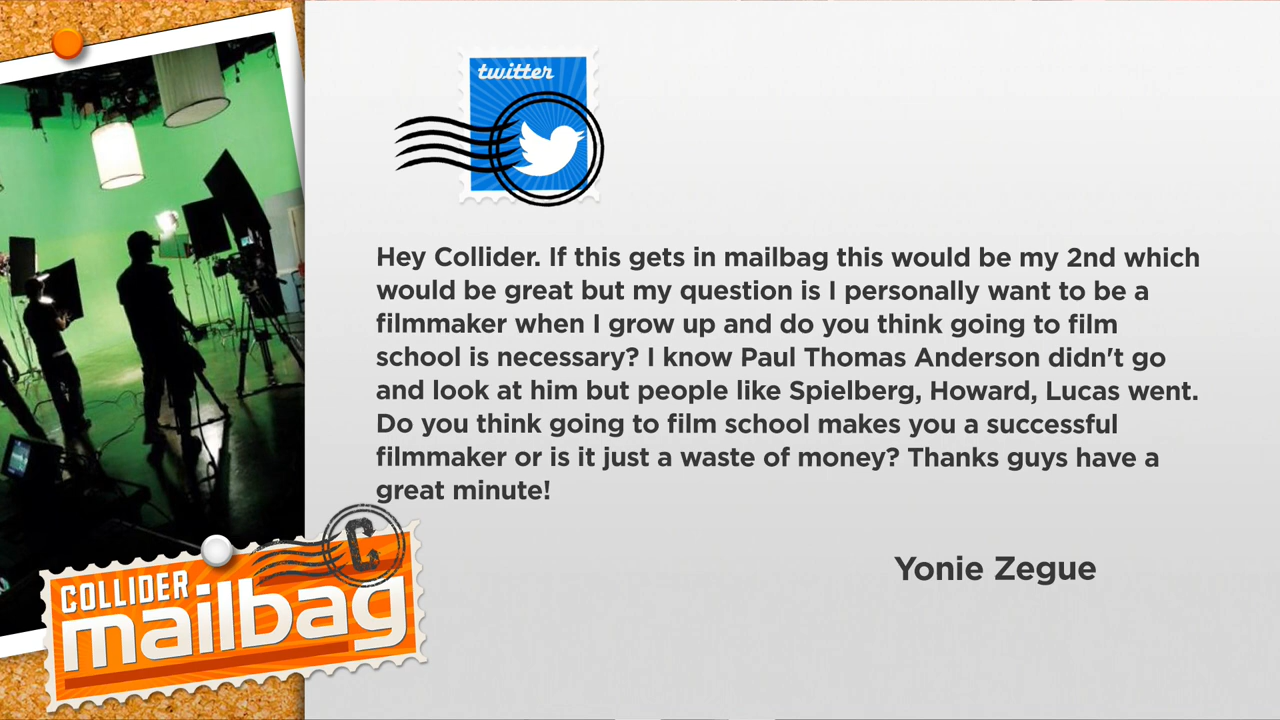 twitter
Hey Collider. If this gets in mailbag this would be my 2nd which
would be great but my question is I personally want to be a
filmmaker when I grow up and do you think going to film
school is necessary? I know Paul Thomas Anderson didn't go
and look at him but people like Spielberg, Howard, Lucas went.
Do you think going to film school makes you a successful
filmmaker or is it just a waste of money? Thanks guys have a
great minute!
Yonie Zegue
C
COLLIDER
mailbag